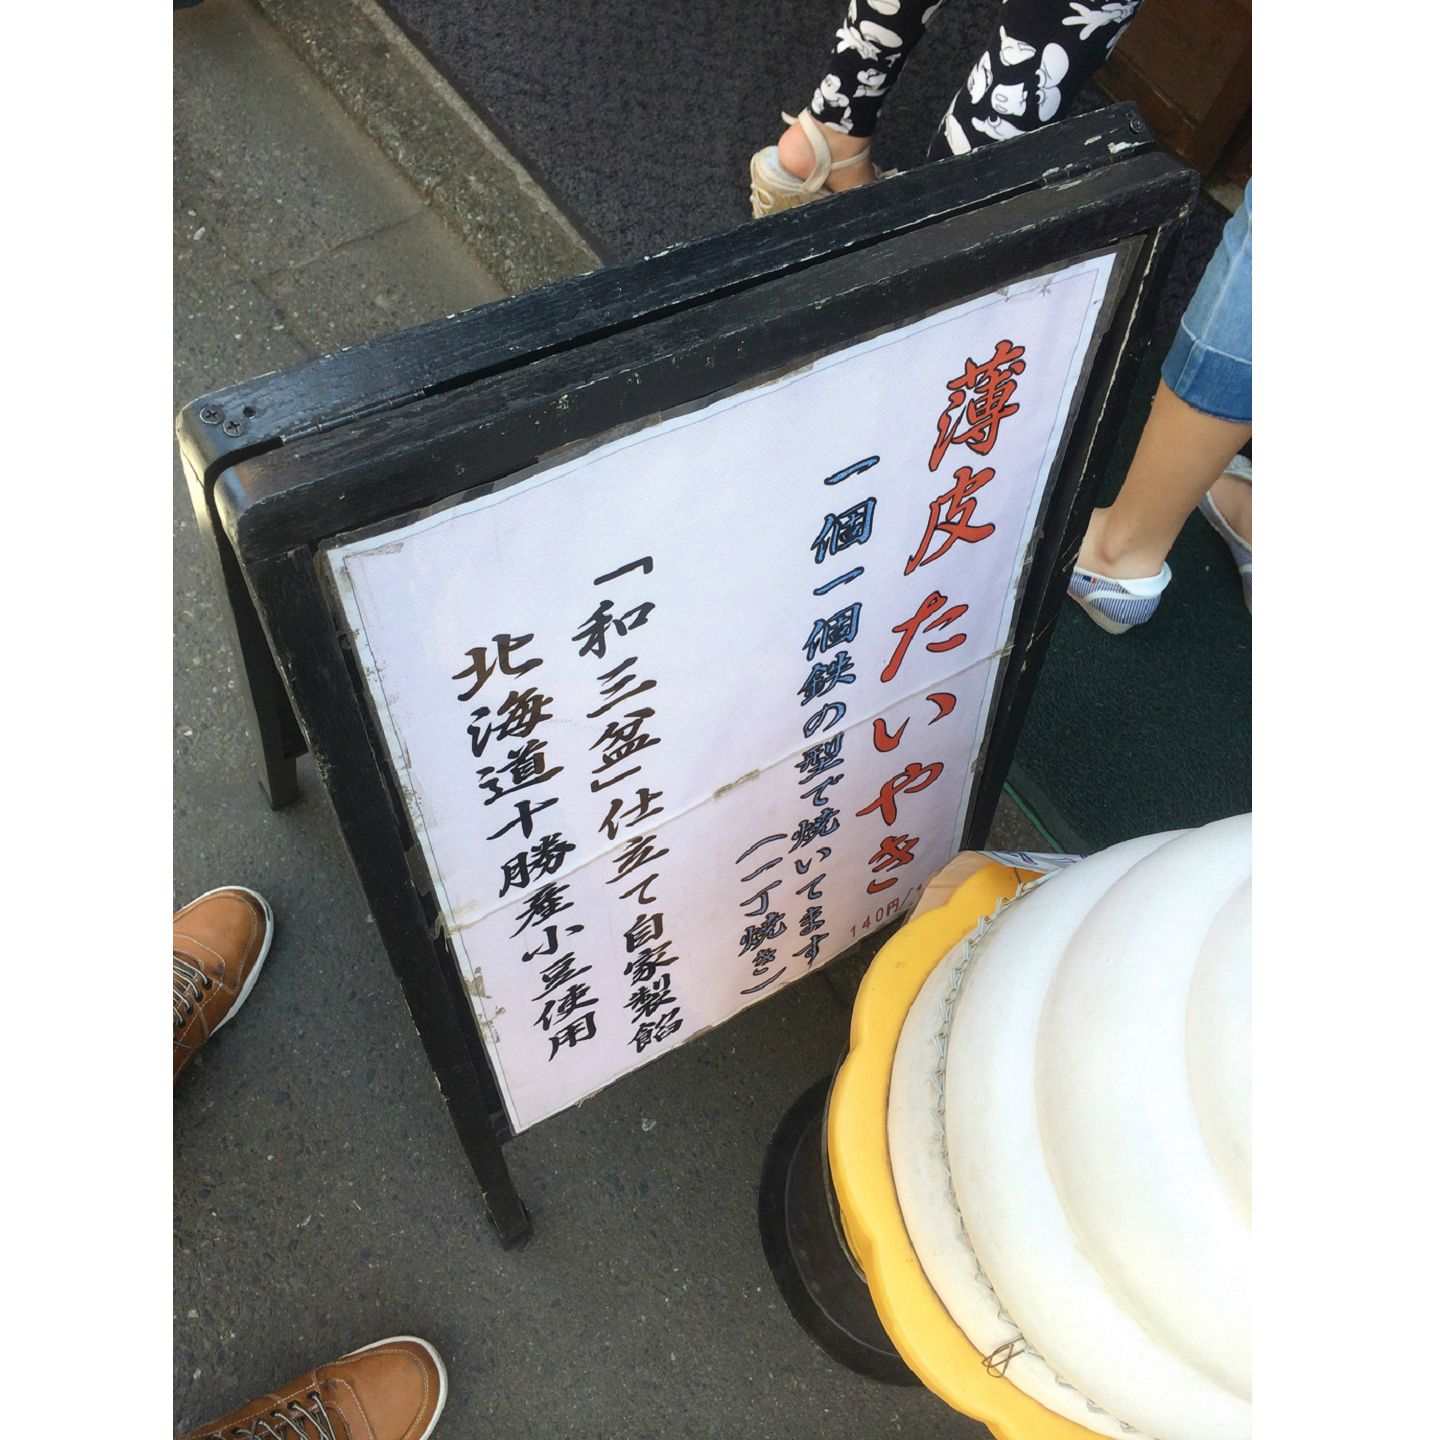 薄皮たいやき
140円/
一個一個鉄の型で焼いてます
(一丁焼き)
「和三盆」仕立て自家製餡
北海道十勝産小豆使用